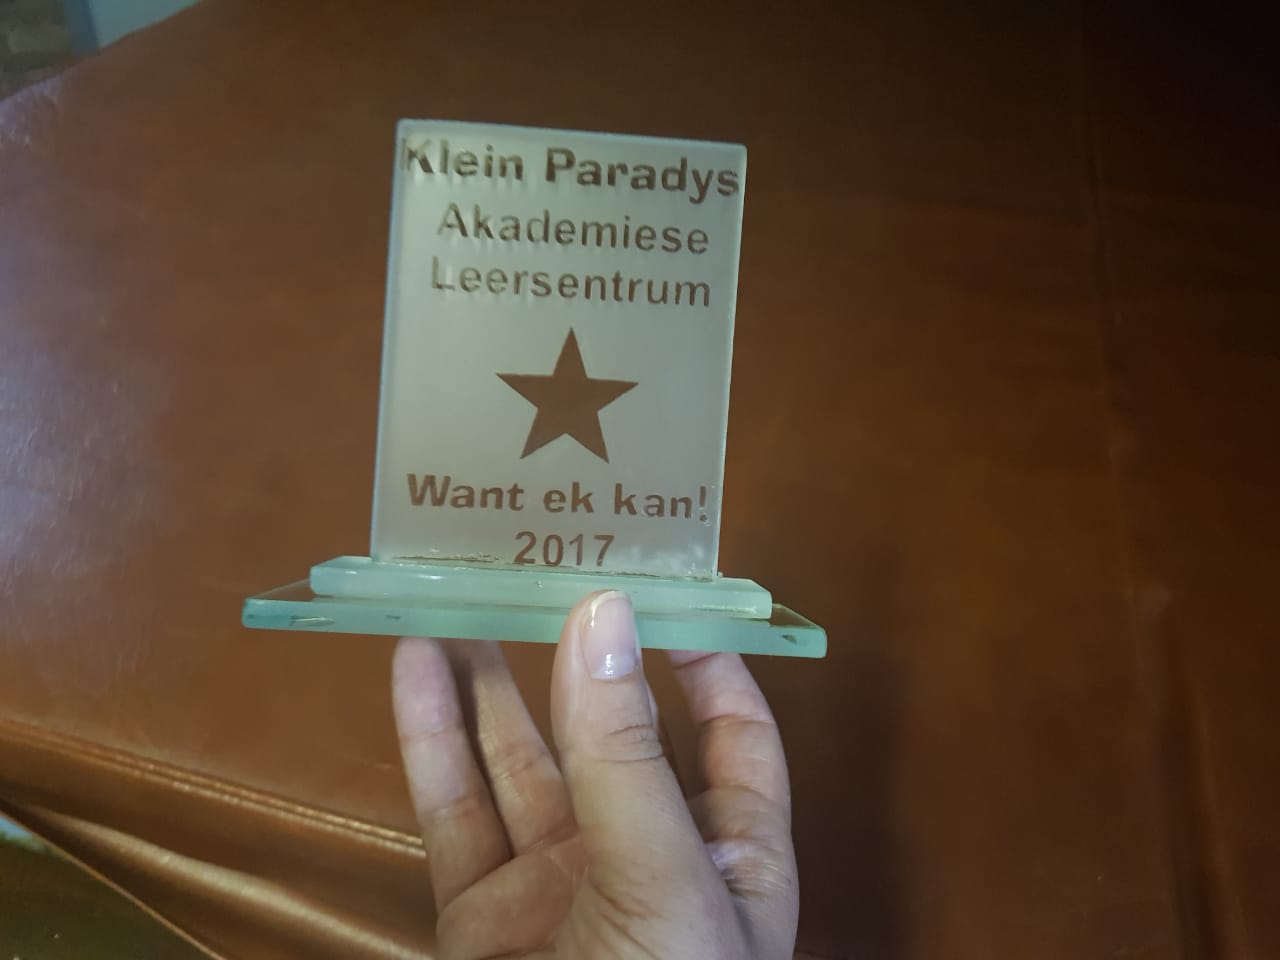 Klein Paradys
Akademiese
Leersentrum
Want ek kan!
2017